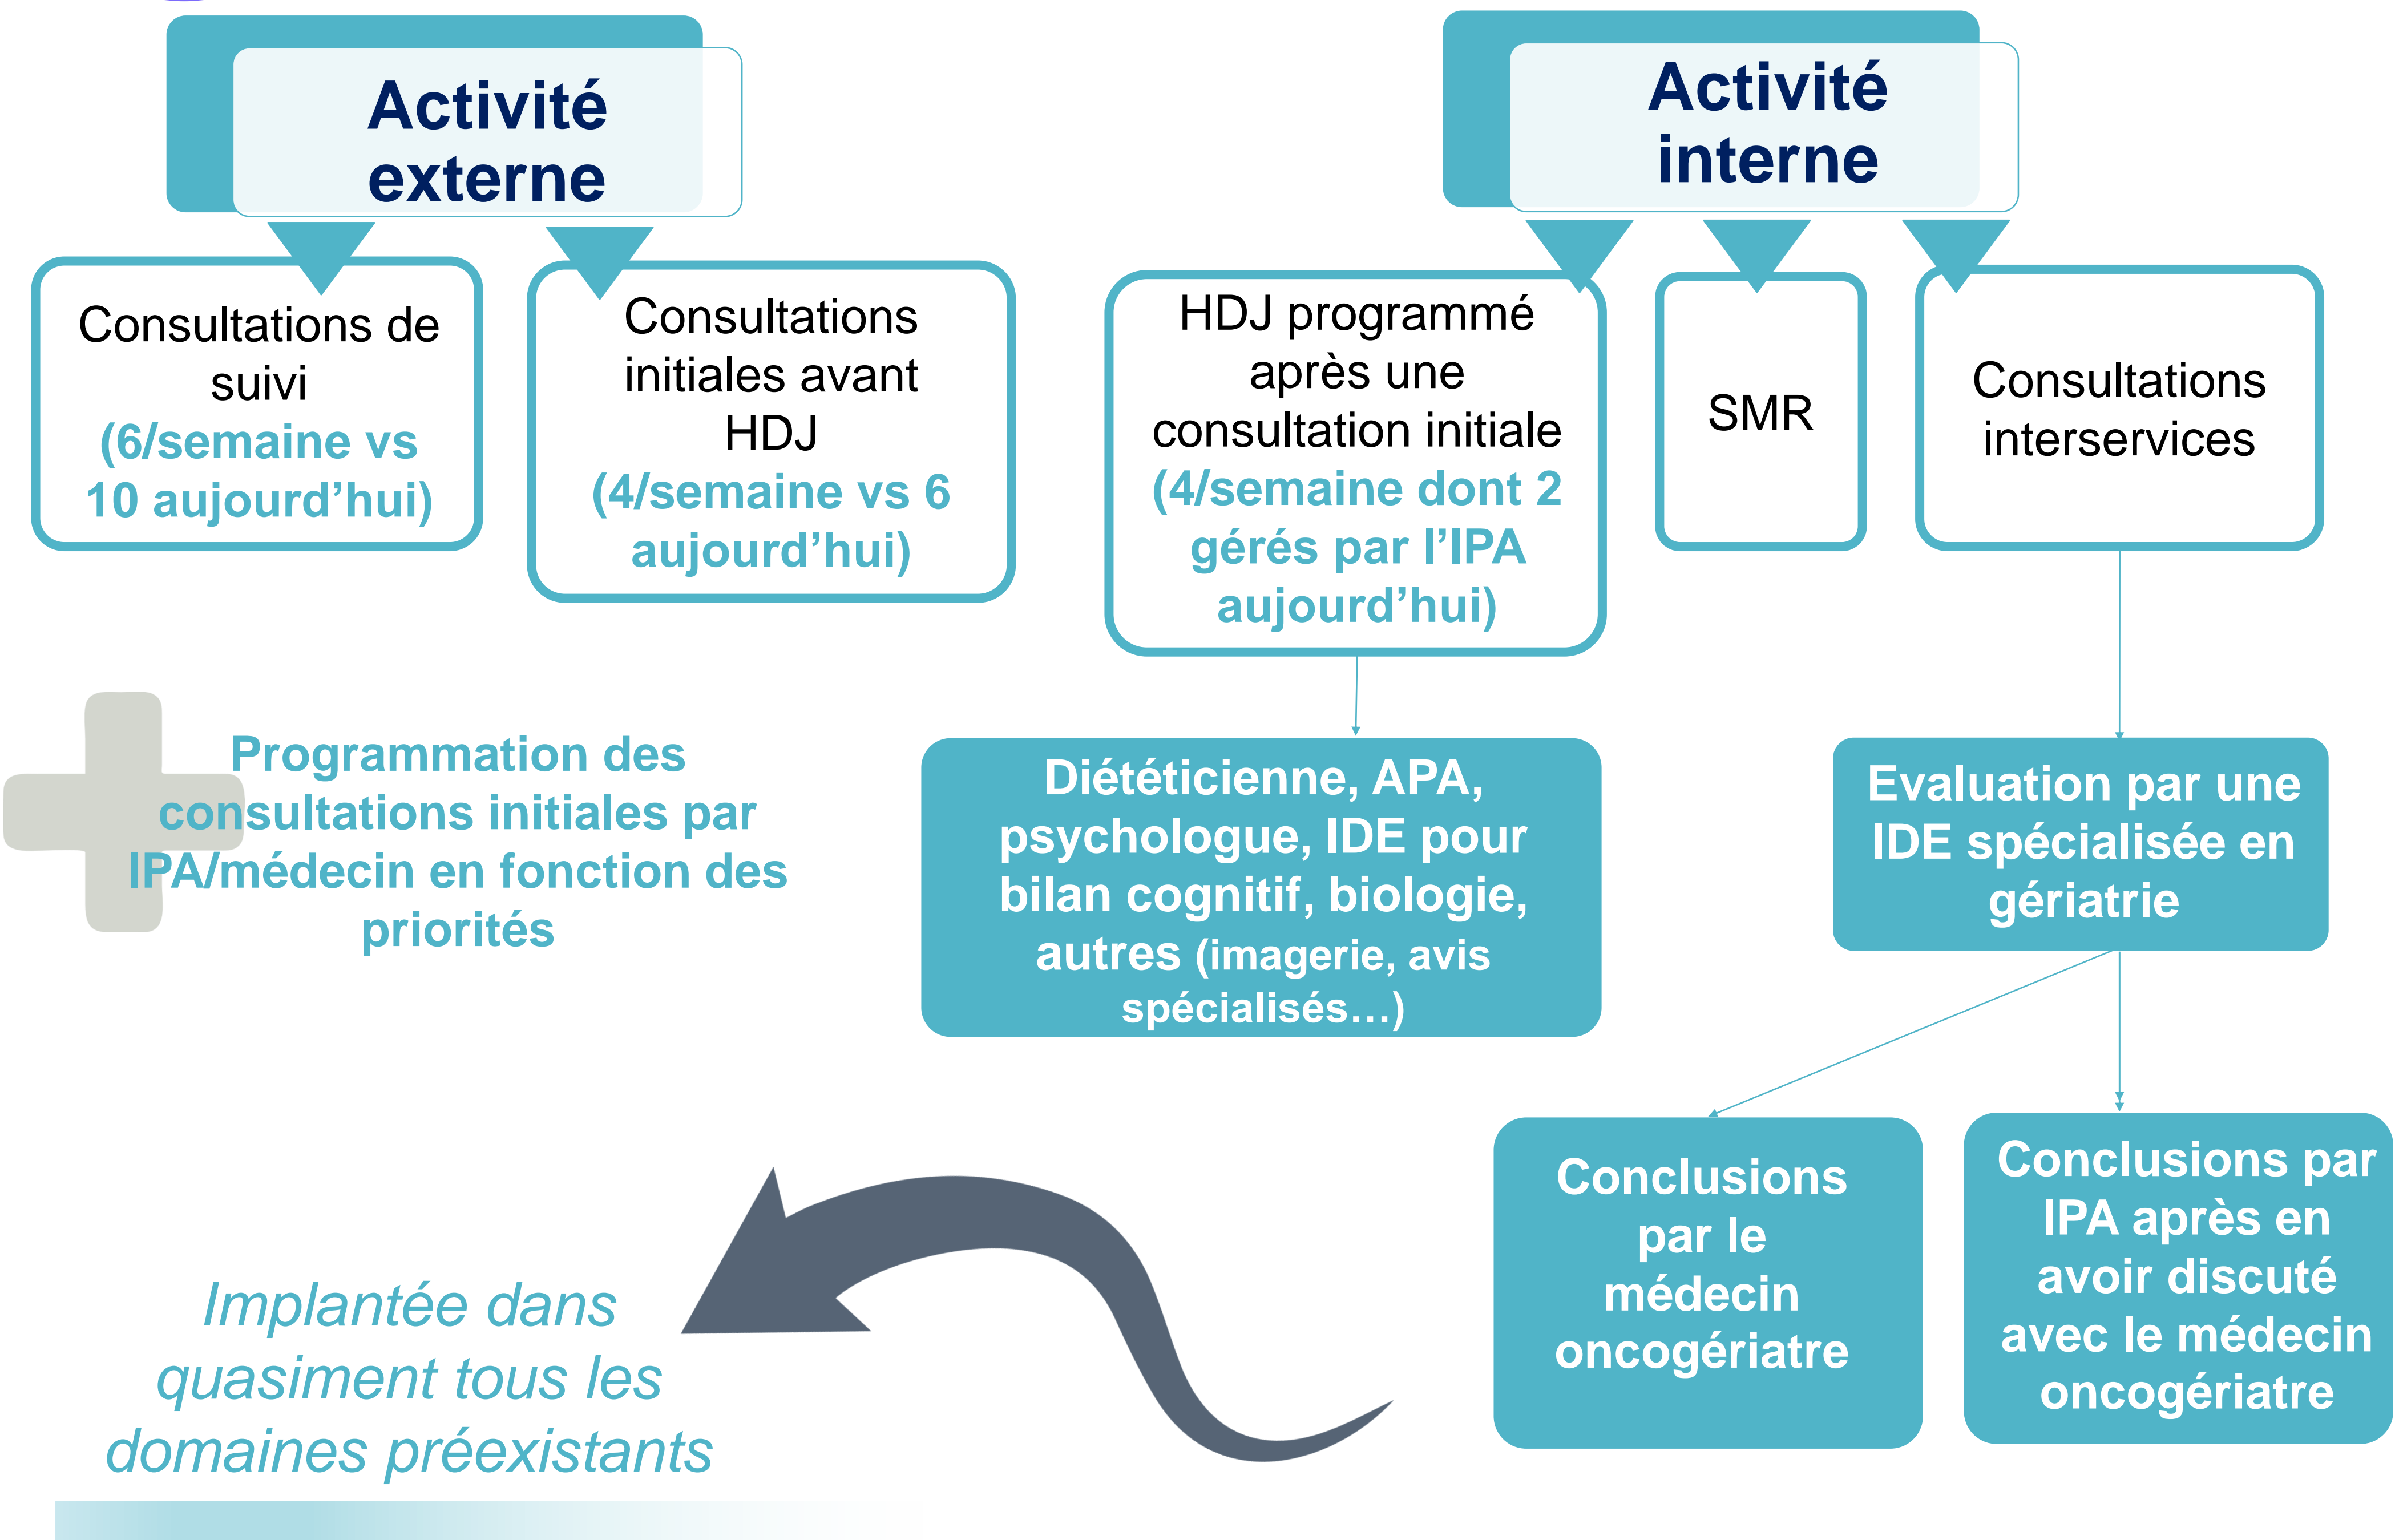 Activité
externe
Consultations de
suivi
(6/semaine vs
10 aujourd’hui)
Consultations
initiales avant
HDJ
(4/semaine vs 6
aujourd’hui)
Activité
interne
HDJ programmé
après une
consultation initiale
(4/semaine dont 2
gérés par l’IPA
aujourd’hui)
SMR
Consultations
interservices
Programmation des
consultations initiales par
IPA/médecin en fonction des
priorités
Diététicienne, APA,
psychologue, IDE pour
bilan cognitif, biologie,
autres (imagerie, avis
spécialisés…)
Evaluation par une
IDE spécialisée en
gériatrie
Conclusions
par le
médecin
oncogériatre
Conclusions par
IPA après en
avoir discuté
avec le médecin
oncogériatre
Implantée dans
quasiment tous les
domaines préexistants